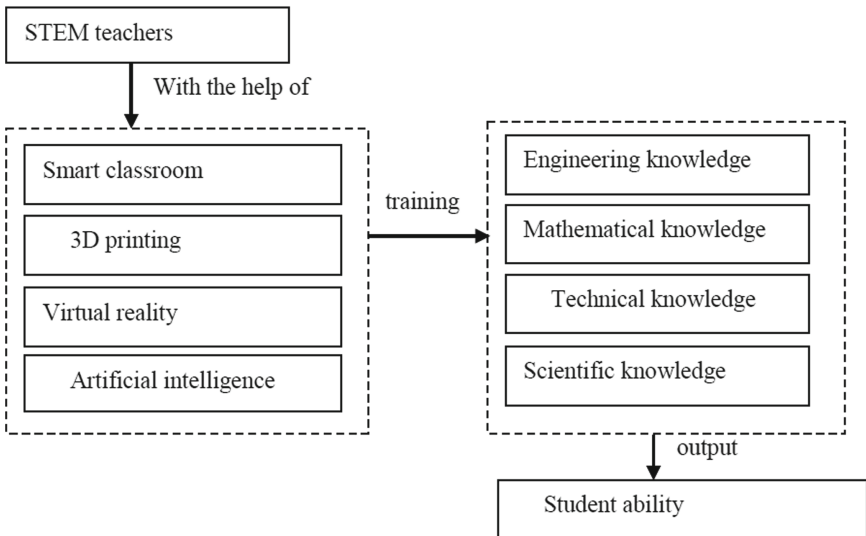 STEM teachers
With the help of
Smart classroom
3D printing
Virtual reality
Artificial intelligence
training
Engineering knowledge
Mathematical knowledge
Technical knowledge
Scientific knowledge
output
Student ability